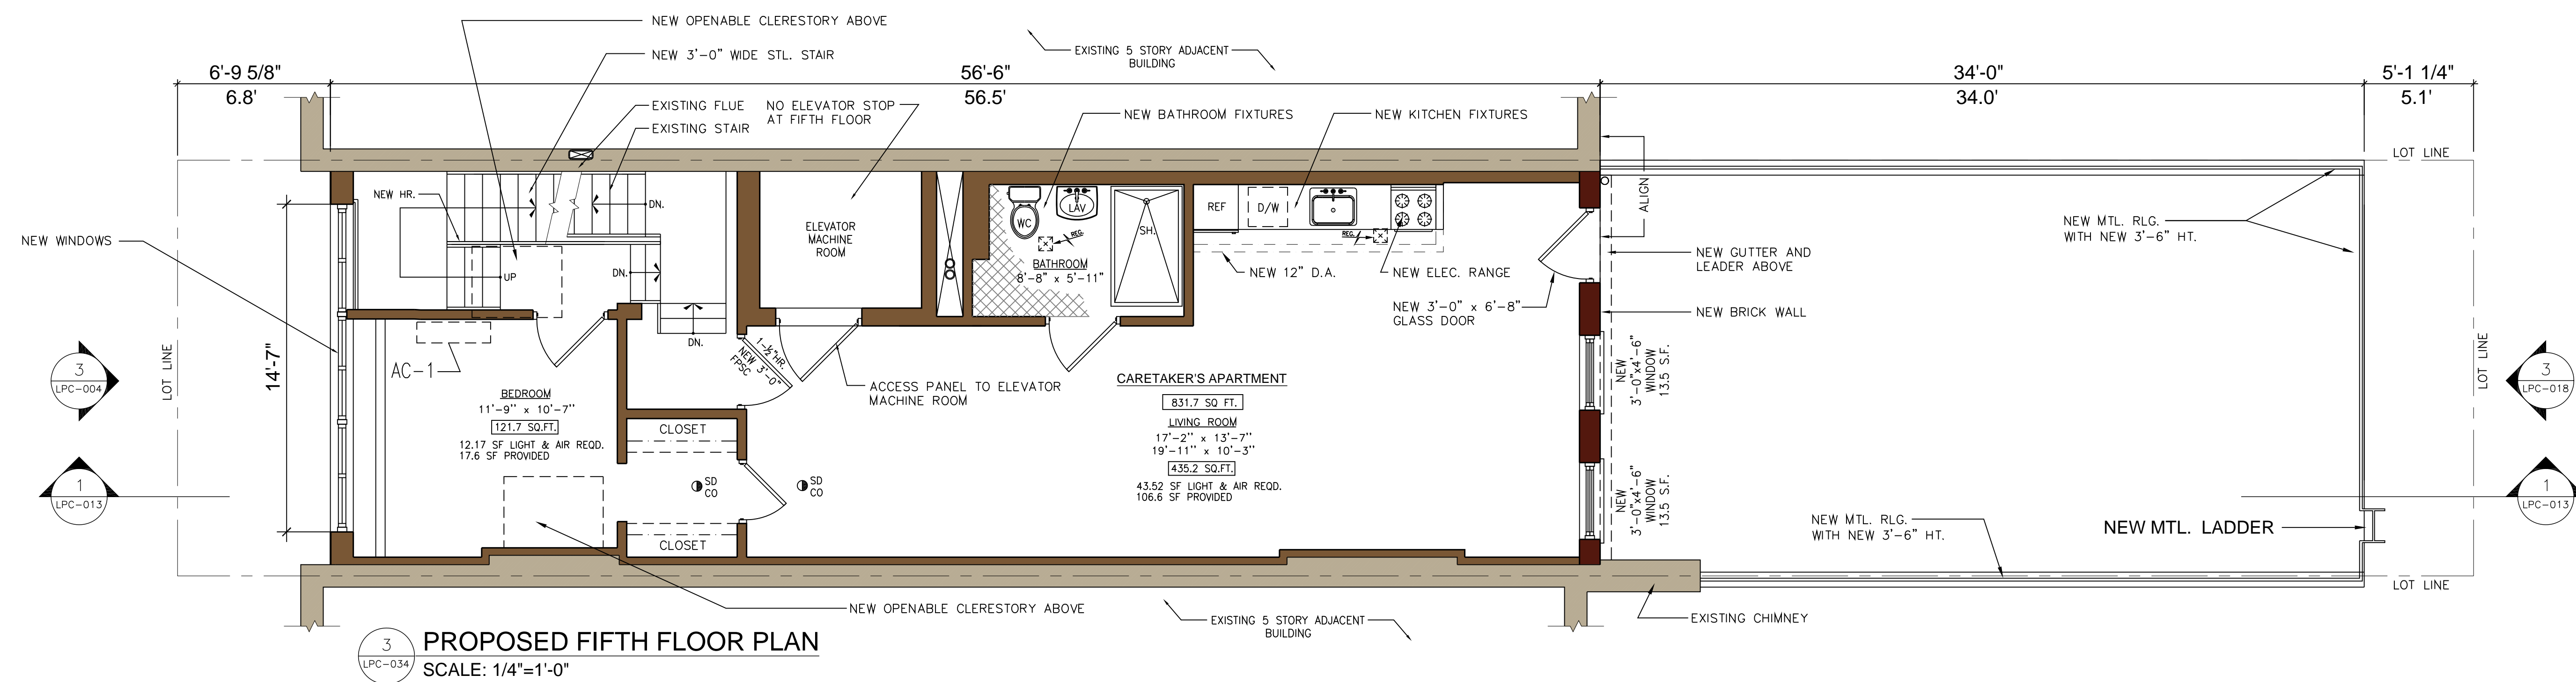 NEW OPENABLE CLERESTORY ABOVE
NEW 3'-0" WIDE STL. STAIR
EXISTING 5 STORY ADJACENT
BUILDING
6'-9 5/8"
6.8'
56'-6"
56.5'
34'-0"
34.0'
5'-1 1/4"
5.1'
EXISTING FLUE
EXISTING STAIR
NO ELEVATOR STOP
AT FIFTH FLOOR
NEW BATHROOM FIXTURES
NEW KITCHEN FIXTURES
LOT LINE
ALIGN
NEW HR.
DN.
UP
DN.
DN.
ELEVATOR
MACHINE
ROOM
WC
LAV
SH.
REG.
BATHROOM
8'-8" x 5'-11"
REF
D/W
REG.
NEW 12" D.A.
NEW ELEC. RANGE
NEW 3'-0" x 6'-8"
GLASS DOOR
NEW GUTTER AND
LEADER ABOVE
NEW BRICK WALL
NEW MTL. RLG.
WITH NEW 3'-6" HT.
NEW WINDOWS
LOT LINE
14'-7"
3
LPC-004
1
LPC-013
AC-1
BEDROOM
11'-9" x 10'-7"
121.7 SQ.FT.
12.17 SF LIGHT & AIR REQD.
17.6 SF PROVIDED
1-½"HR.
NEW 3'-0"
FPSC
ACCESS PANEL TO ELEVATOR
MACHINE ROOM
CLOSET
SD
CO
SD
CO
CLOSET
CARETAKER'S APARTMENT
831.7 SQ FT.
LIVING ROOM
17'-2" x 13'-7"
19'-11" x 10'-3"
435.2 SQ.FT.
43.52 SF LIGHT & AIR REQD.
106.6 SF PROVIDED
NEW
3'-0"x4'-6"
WINDOW
13.5 S.F.
NEW
3'-0"x4'-6"
WINDOW
13.5 S.F.
NEW MTL. RLG.
WITH NEW 3'-6" HT.
NEW MTL. LADDER
LOT LINE
3
LPC-018
1
LPC-013
LOT LINE
NEW OPENABLE CLERESTORY ABOVE
EXISTING 5 STORY ADJACENT
BUILDING
EXISTING CHIMNEY
3
LPC-034
PROPOSED FIFTH FLOOR PLAN
SCALE: 1/4"=1'-0"